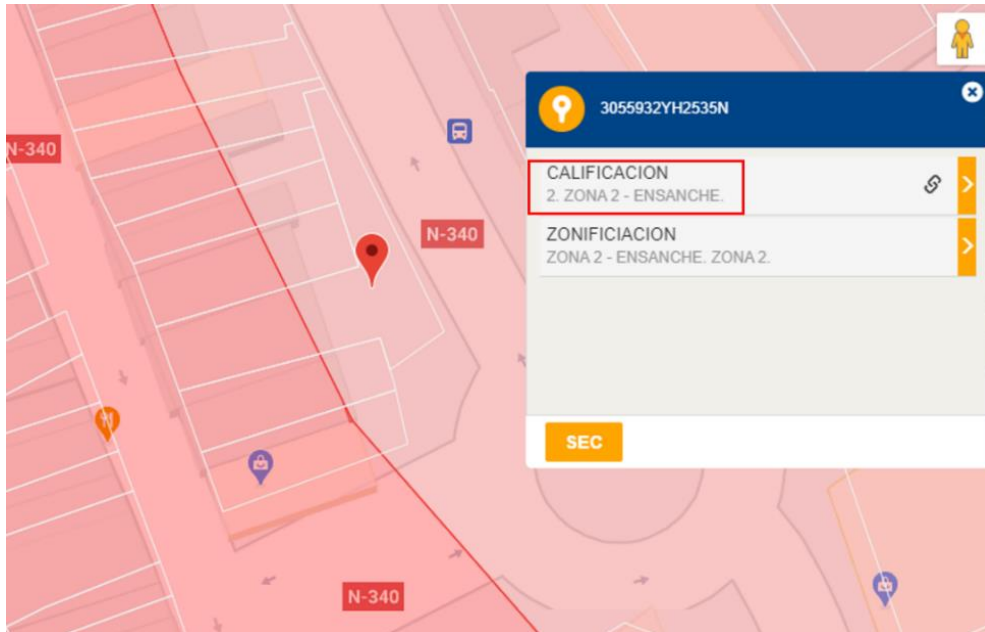 3055932YH2535N
CALIFICACION
2. ZONA 2 - ENSANCHE.
ZONIFICIACION
ZONA 2 - ENSANCHE. ZONA 2.
SEC
N-340
N-340
N-340